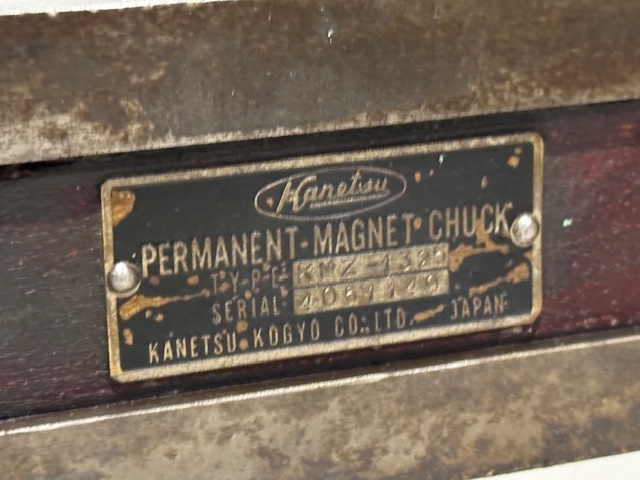 Kanetsu
PERMANENT-MAGNET CHUCK
TYPE
SERIAL
KANETSU KOGYO CO., LTD. JAPAN